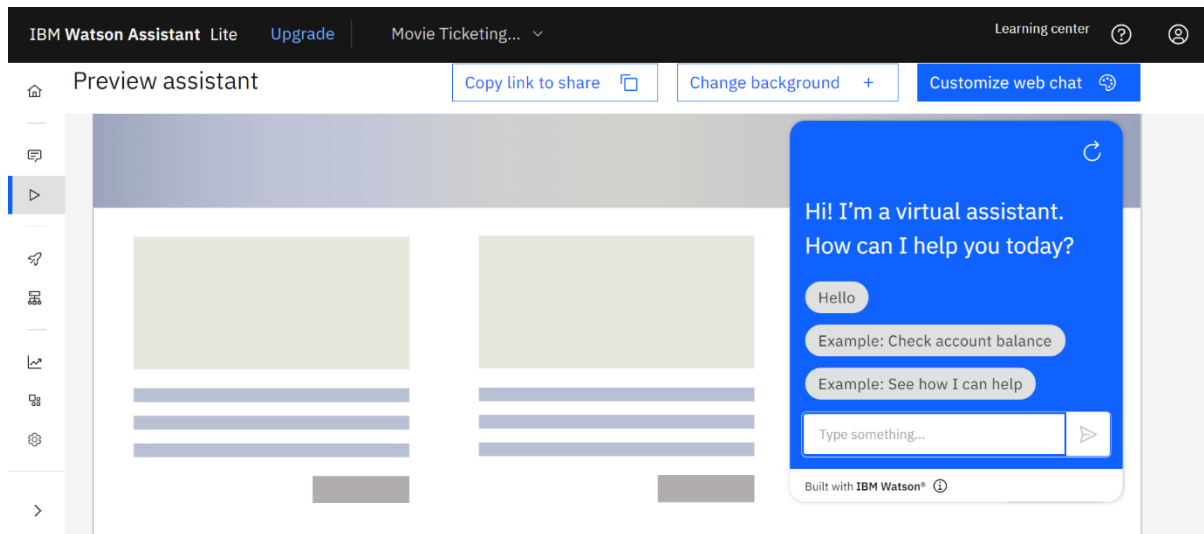 IBM Watson Assistant Lite Upgrade Movie Ticketing... Learning center
Preview assistant Copy link to share Change background + Customize web chat
Hi! I'm a virtual assistant.
How can I help you today?
Hello
Example: Check account balance
Example: See how I can help
Type something...
Built with IBM Watson®